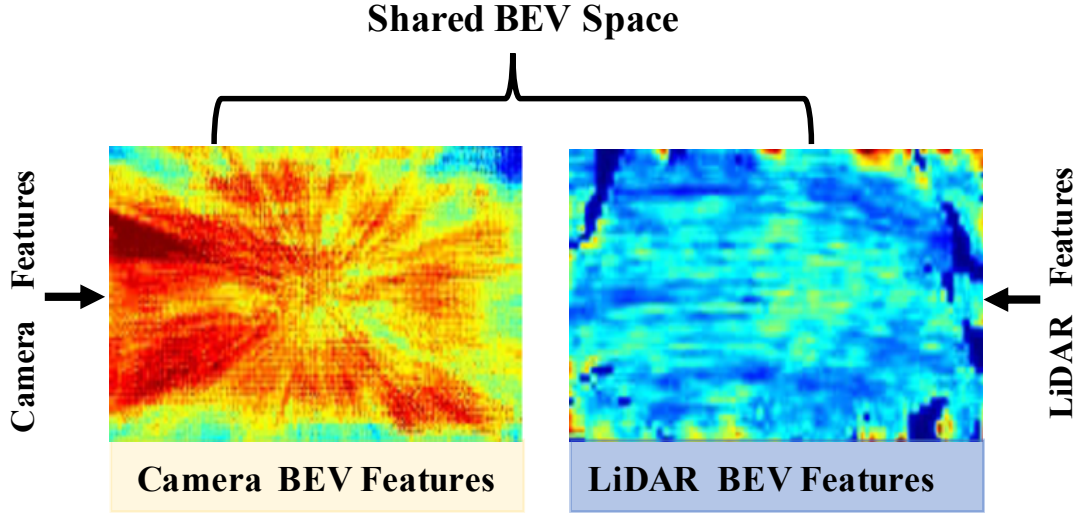 Shared BEV Space
Camera Features
LiDAR Features
Camera BEV Features
LiDAR BEV Features